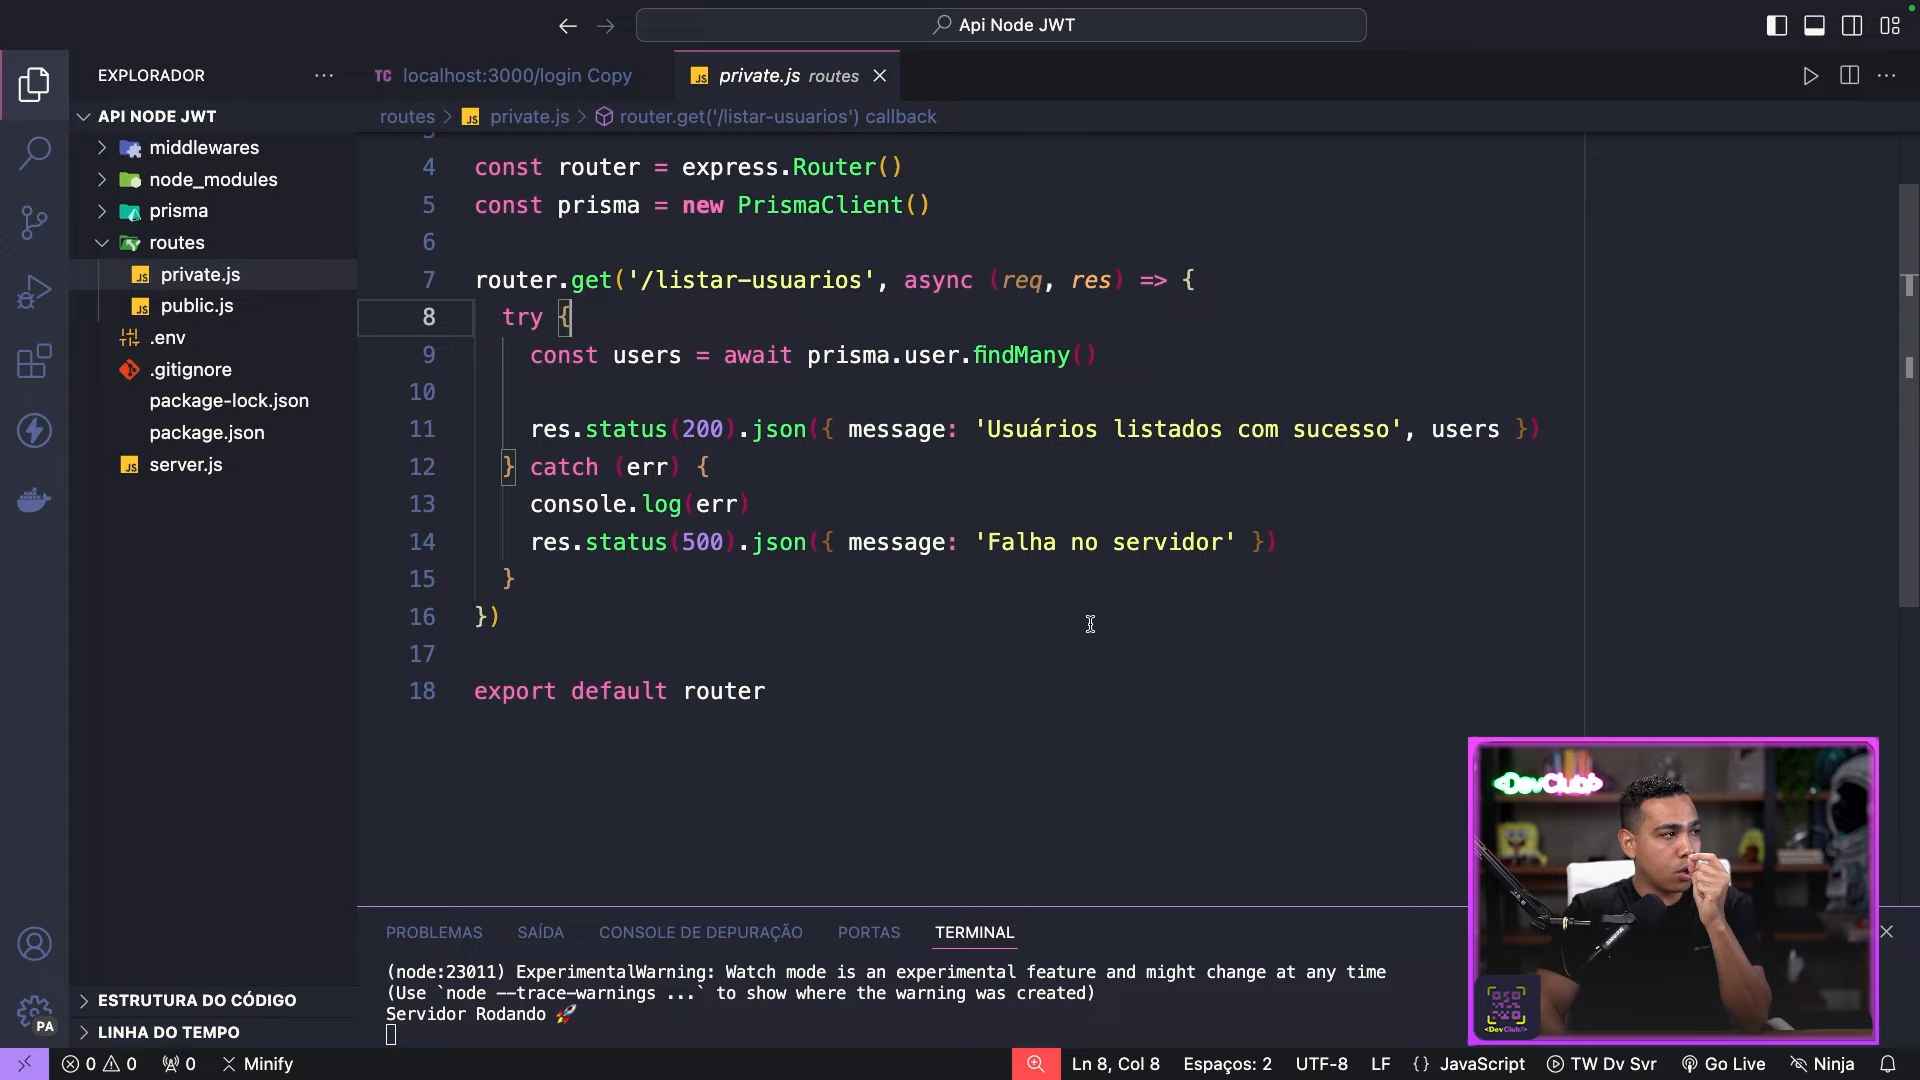 Api Node JWT
EXPLORADOR
TC localhost:3000/login Copy
JS private.js routes
API NODE JWT
routes > JS private.js > router.get('/listar-usuarios') callback
middlewares
node_modules
prisma
routes
JS private.js
JS public.js
.env
.gitignore
package-lock.json
package.json
JS server.js
3
4 const router = express.Router()
5 const prisma = new PrismaClient()
6
7 router.get('/listar-usuarios', async (req, res) => {
8 try {
9 const users = await prisma.user.findMany()
10
11 res.status(200).json({ message: 'Usuários listados com sucesso', users })
12 } catch (err) {
13 console.log(err)
14 res.status(500).json({ message: 'Falha no servidor' })
15 }
16 })
17
18 export default router
<DevClub>
<DevClub/>
PROBLEMAS SAÍDA CONSOLE DE DEPURAÇÃO PORTAS TERMINAL
(node:23011) ExperimentalWarning: Watch mode is an experimental feature and might change at any time
(Use `node --trace-warnings ...` to show where the warning was created)
Servidor Rodando 🚀
ESTRUTURA DO CÓDIGO
LINHA DO TEMPO
PA
0 0 0 Minify
Ln 8, Col 8 Espaços: 2 UTF-8 LF {} JavaScript TW Dv Svr Go Live Ninja